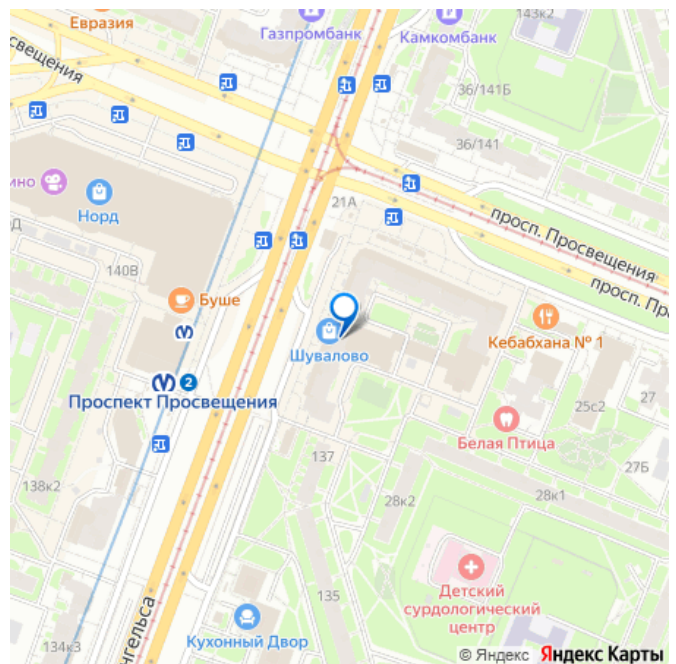 Евразия
Газпромбанк
Камкомбанк
143к2
свещения
36/141Б
36/141
ино
Норд
21А
140В
просп. Просвещения
просп. Пр
Буше
Шувалово
Кебабхана № 1
2
Проспект Просвещения
27
25с2
Белая Птица
137
27Б
138к2
28к2
28к1
Детский
сурдологический
центр
135
нгельса
Кухонный Двор
134к3
© Яндекс Яндекс Карты